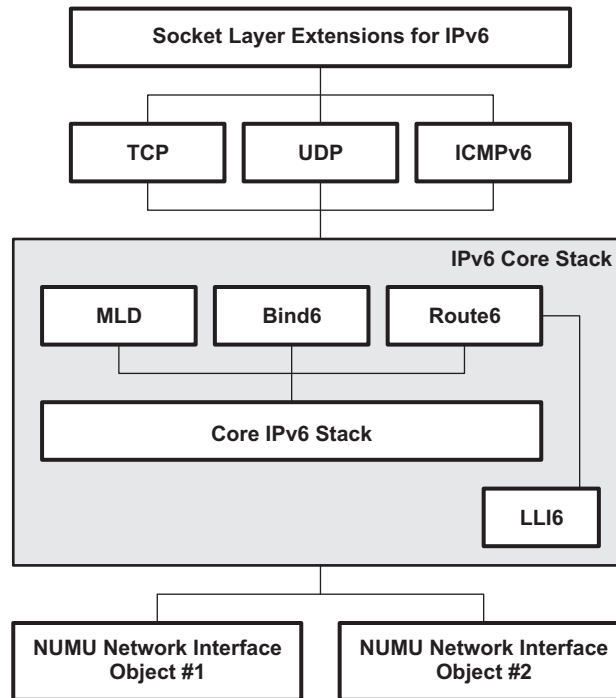 Socket Layer Extensions for IPv6
TCP
UDP
ICMPv6
IPv6 Core Stack
MLD
Bind6
Route6
Core IPv6 Stack
LLI6
NUMU Network Interface
Object #1
NUMU Network Interface
Object #2